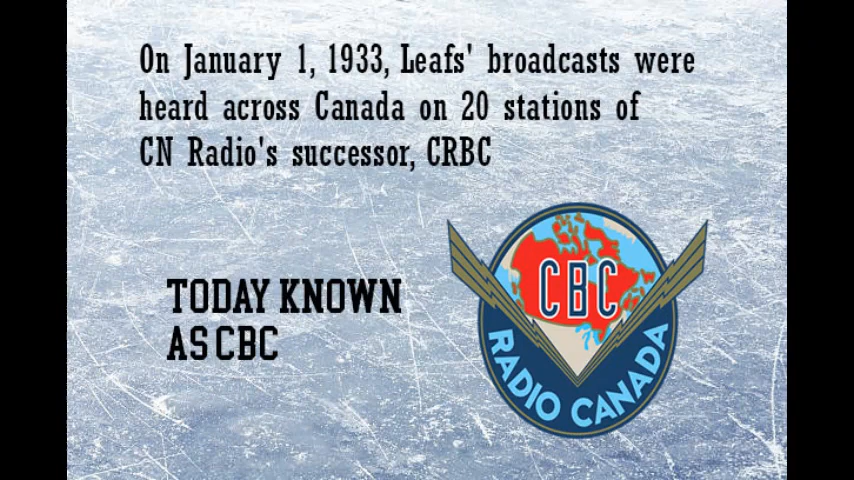 On January 1, 1933, Leafs' broadcasts were
heard across Canada on 20 stations of
CN Radio's successor, CRBC
TODAY KNOWN
AS CBC
CBC
RADIO CANADA